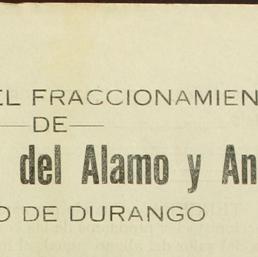 EL FRACCIONAMIEN
—DE—
del Alamo y An
O DE DURANGO